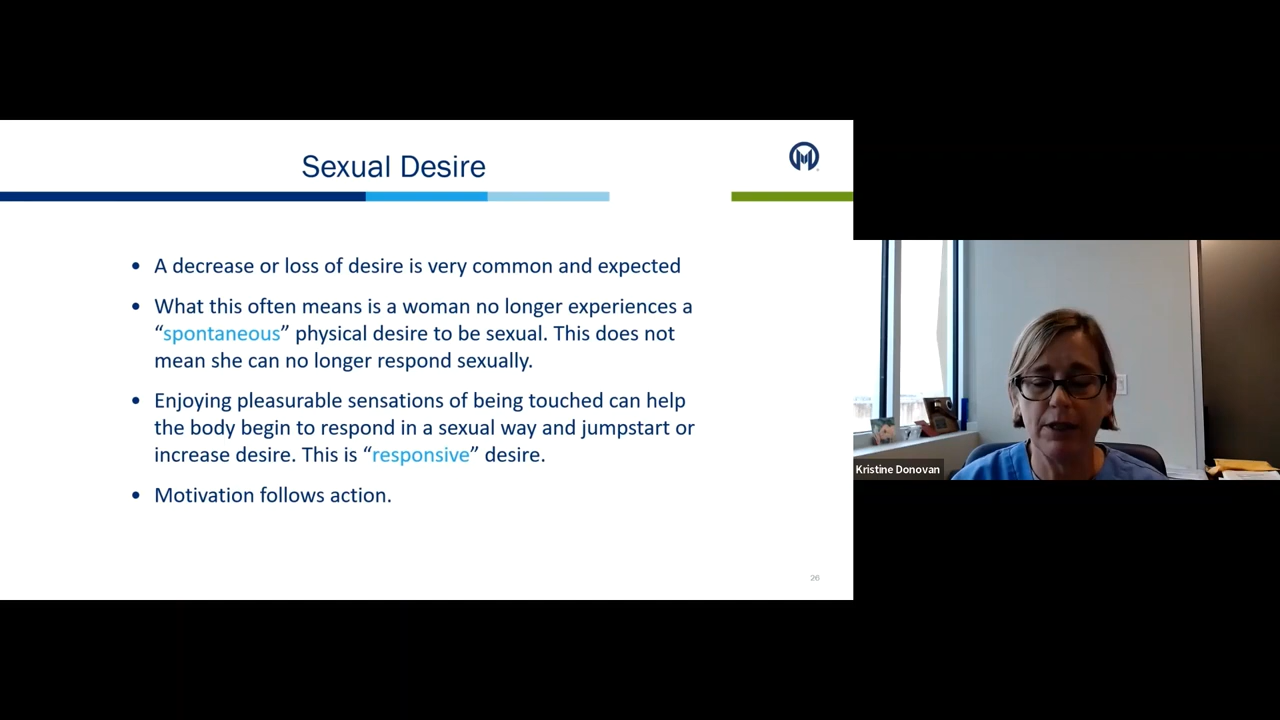 Sexual Desire
• A decrease or loss of desire is very common and expected
• What this often means is a woman no longer experiences a
“spontaneous” physical desire to be sexual. This does not
mean she can no longer respond sexually.
• Enjoying pleasurable sensations of being touched can help
the body begin to respond in a sexual way and jumpstart or
increase desire. This is “responsive” desire.
• Motivation follows action.
26
Kristine Donovan